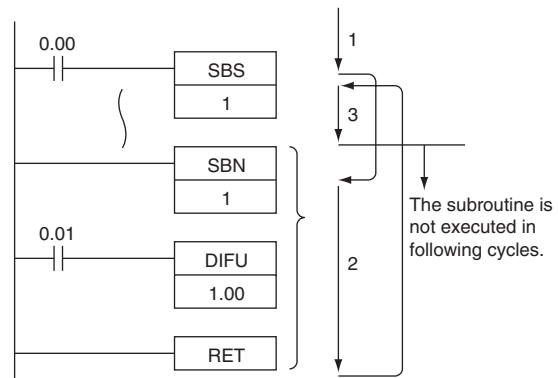 0.00
SBS
1
SBN
1
0.01
DIFU
1.00
RET
1
3
2
The subroutine is
not executed in
following cycles.